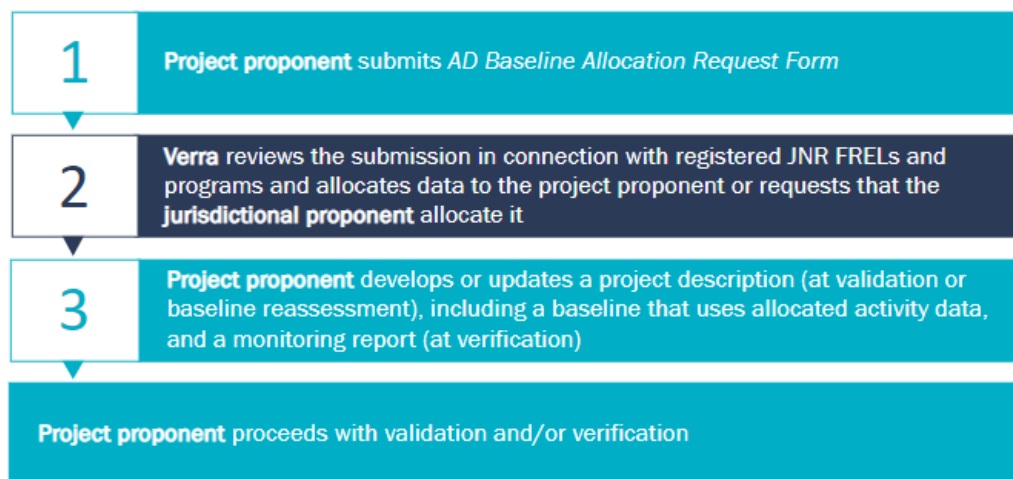 1
Project proponent submits AD Baseline Allocation Request Form
2
Verra reviews the submission in connection with registered JNR FRELs and
programs and allocates data to the project proponent or requests that the
jurisdictional proponent allocate it
3
Project proponent develops or updates a project description (at validation or
baseline reassessment), including a baseline that uses allocated activity data,
and a monitoring report (at verification)
Project proponent proceeds with validation and/or verification